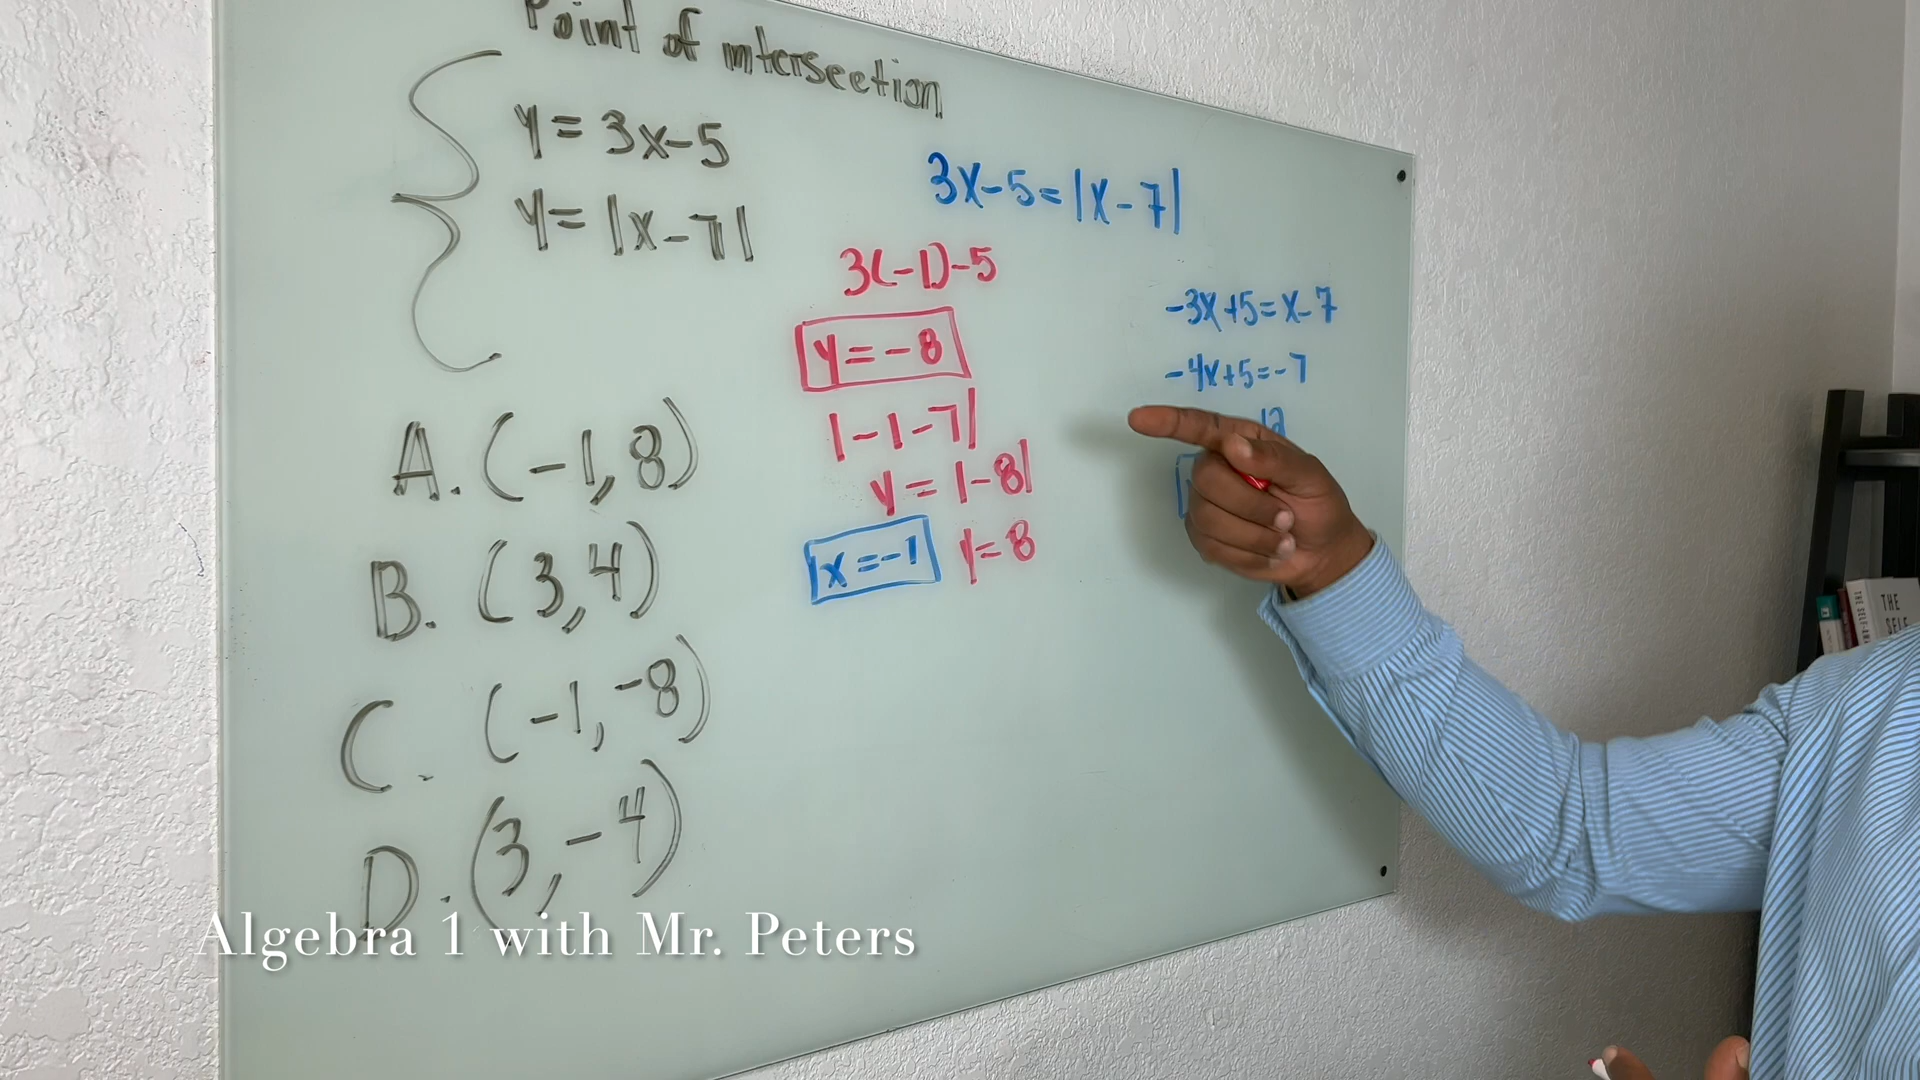 Point of intersection
y = 3x-5
y = |x-7|
3x-5=|x-7|
3(-1)-5
y = -8
|-1-7|
y = |-8|
x = -1
y = 8
-3x+5=x-7
-4x+5=-7
12
A. (-1, 8)
B. (3, 4)
C. (-1, -8)
D. (3, -4)
Algebra 1 with Mr. Peters
THE
SELF